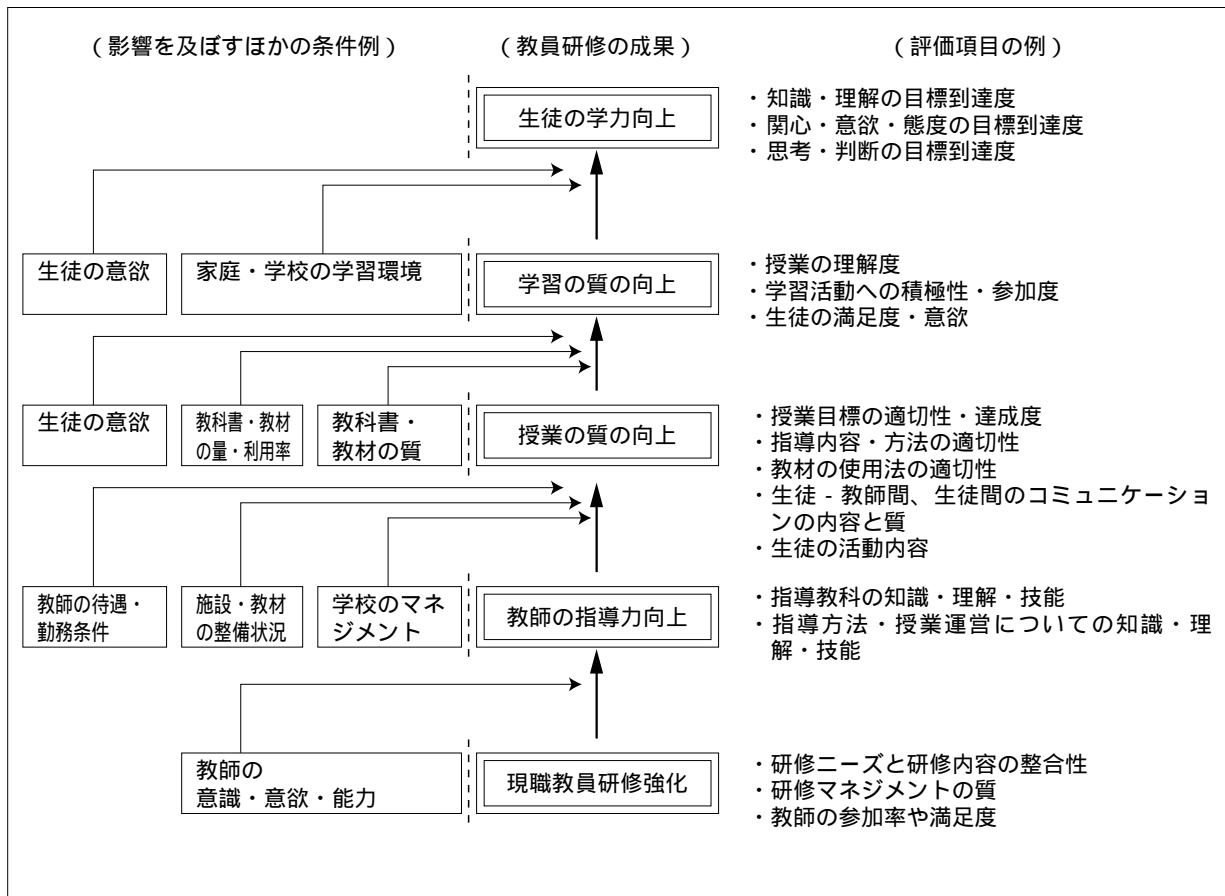 （影響を及ぼすほかの条件例）
（教員研修の成果）
（評価項目の例）
生徒の学力向上
・知識・理解の目標到達度
・関心・意欲・態度の目標到達度
・思考・判断の目標到達度
生徒の意欲
家庭・学校の学習環境
学習の質の向上
・授業の理解度
・学習活動への積極性・参加度
・生徒の満足度・意欲
生徒の意欲
教科書・教材
の量・利用率
教科書・
教材の質
授業の質の向上
・授業目標の適切性・達成度
・指導内容・方法の適切性
・教材の使用法の適切性
・生徒 - 教師間、生徒間のコミュニケーショ
ンの内容と質
・生徒の活動内容
教師の待遇・
勤務条件
施設・教材
の整備状況
学校のマネ
ジメント
教師の指導力向上
・指導教科の知識・理解・技能
・指導方法・授業運営についての知識・理
解・技能
教師の
意識・意欲・能力
現職教員研修強化
・研修ニーズと研修内容の整合性
・研修マネジメントの質
・教師の参加率や満足度